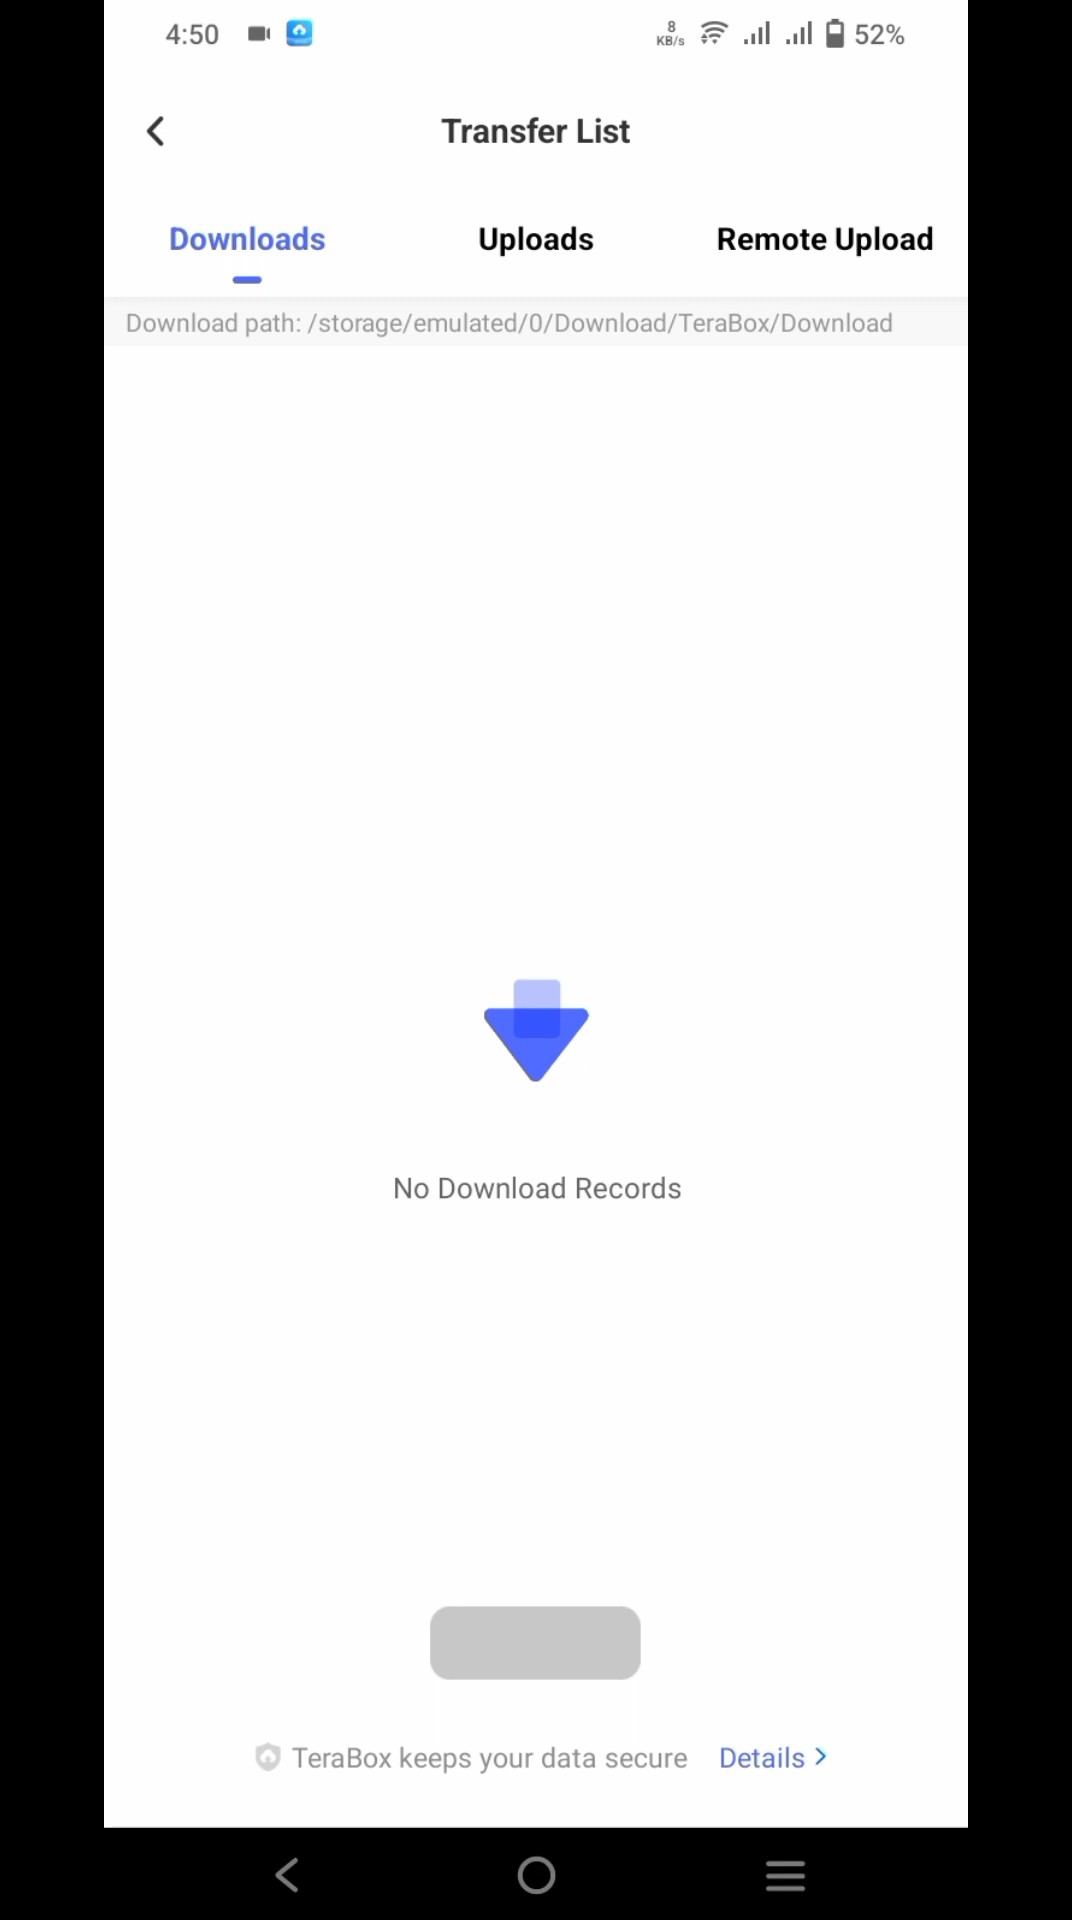 4:50
8
KB/s
52%
Transfer List
Downloads
Uploads
Remote Upload
Download path: /storage/emulated/0/Download/TeraBox/Download
No Download Records
TeraBox keeps your data secure
Details